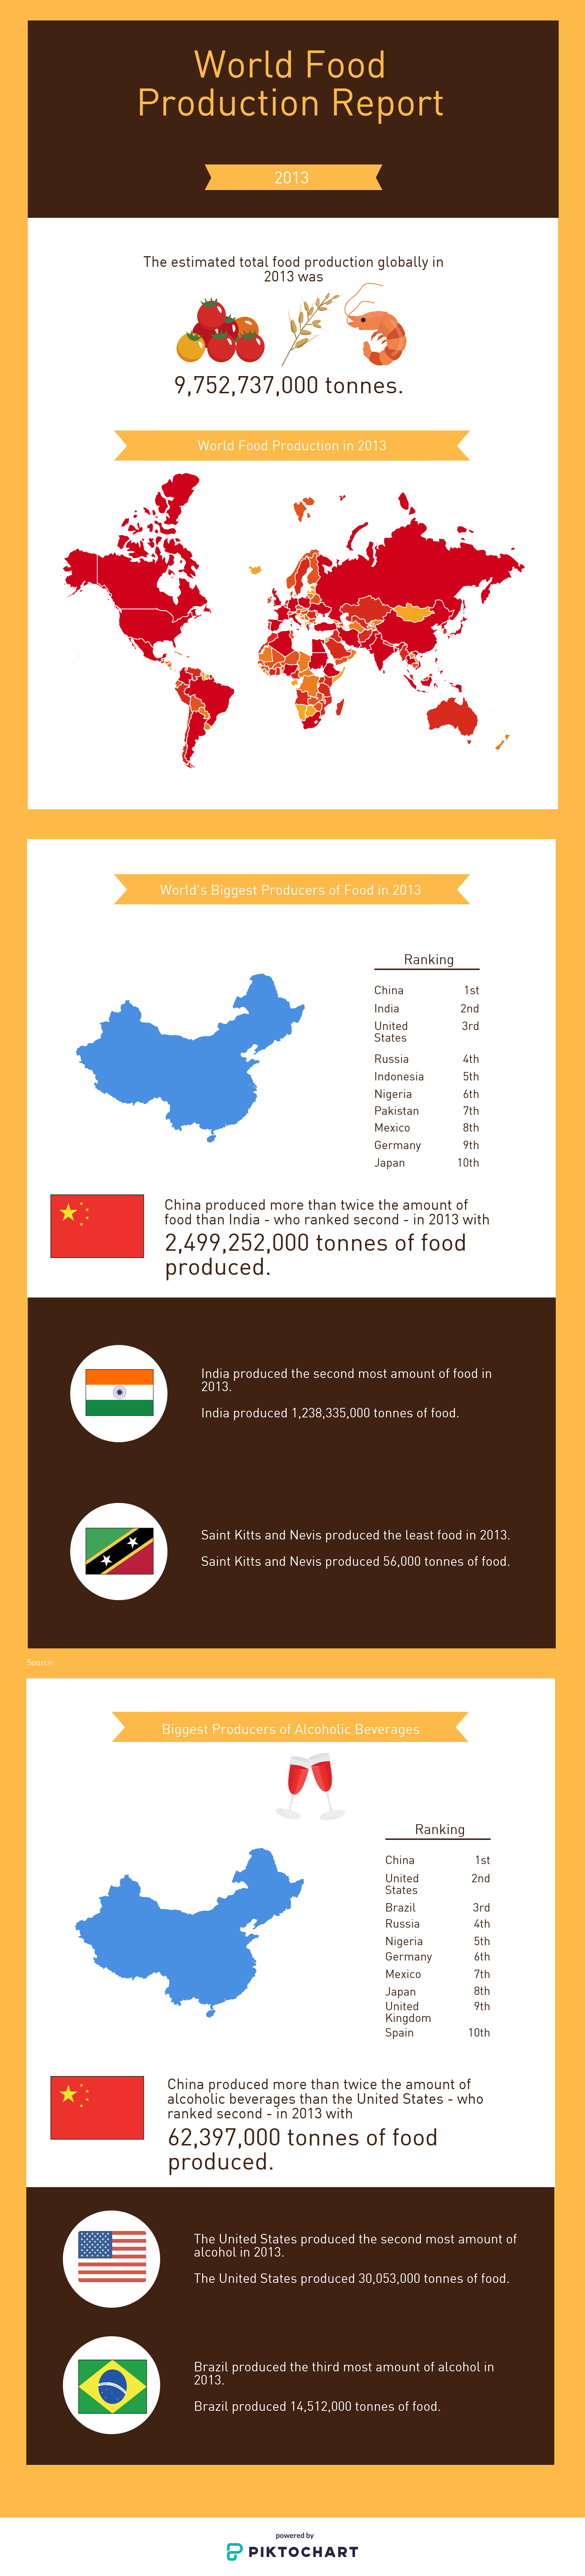 World Food
Production Report
2013
The estimated total food production globally in
2013 was
9,752,737,000 tonnes.
World Food Production in 2013
World's Biggest Producers of Food in 2013
Ranking
China 1st
India 2nd
United 3rd
States
Russia 4th
Indonesia 5th
Nigeria 6th
Pakistan 7th
Mexico 8th
Germany 9th
Japan 10th
China produced more than twice the amount of
food than India - who ranked second - in 2013 with
2,499,252,000 tonnes of food
produced.
India produced the second most amount of food in
2013.
India produced 1,238,335,000 tonnes of food.
Saint Kitts and Nevis produced the least food in 2013.
Saint Kitts and Nevis produced 56,000 tonnes of food.
Source:
Biggest Producers of Alcoholic Beverages
Ranking
China 1st
United 2nd
States
Brazil 3rd
Russia 4th
Nigeria 5th
Germany 6th
Mexico 7th
Japan 8th
United 9th
Kingdom
Spain 10th
China produced more than twice the amount of
alcoholic beverages than the United States - who
ranked second - in 2013 with
62,397,000 tonnes of food
produced.
The United States produced the second most amount of
alcohol in 2013.
The United States produced 30,053,000 tonnes of food.
Brazil produced the third most amount of alcohol in
2013.
Brazil produced 14,512,000 tonnes of food.
powered by
PIKTOCHART